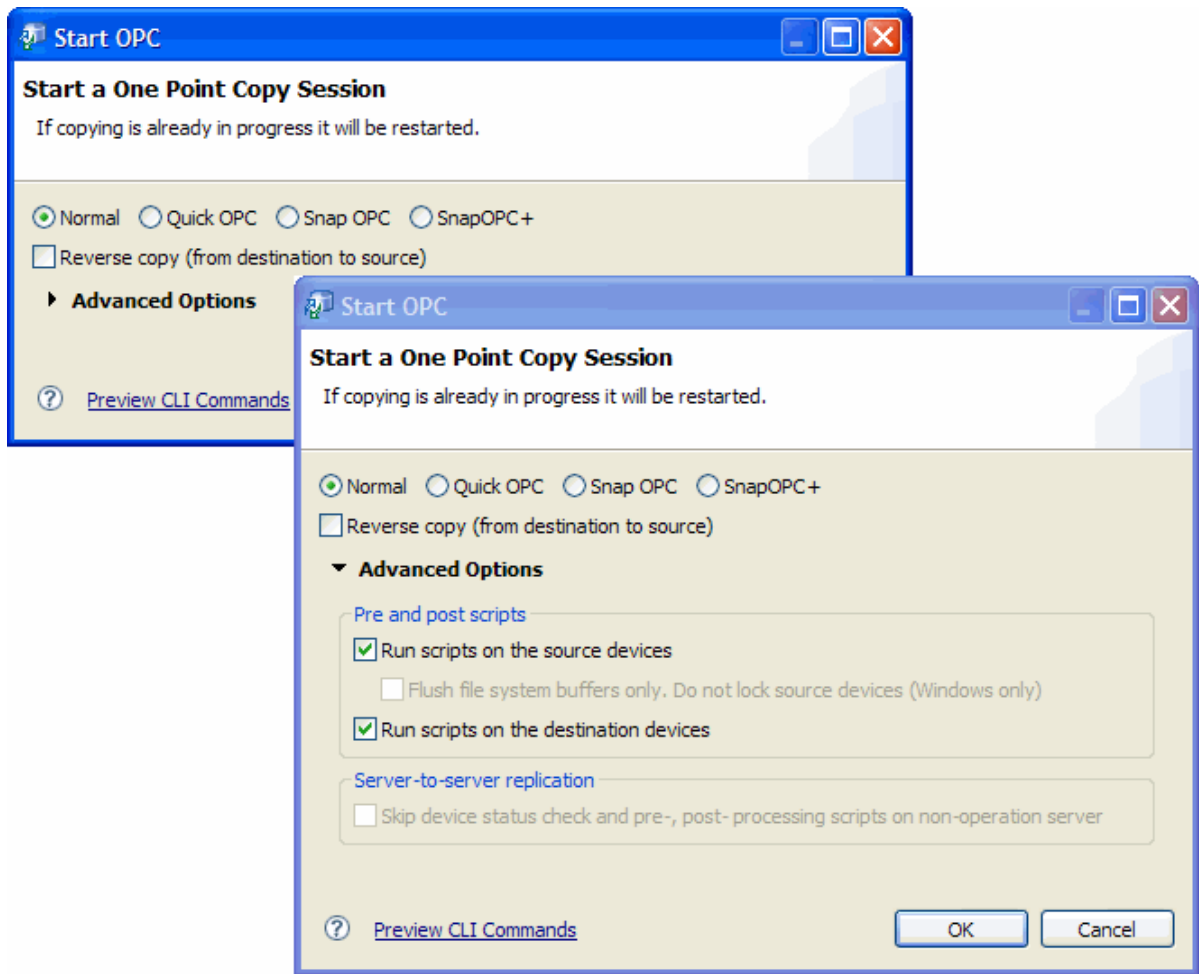 Start OPC
Start a One Point Copy Session
If copying is already in progress it will be restarted.
Normal Quick OPC Snap OPC SnapOPC+
Reverse copy (from destination to source)
Advanced Options
Preview CLI Commands
Start OPC
Start a One Point Copy Session
If copying is already in progress it will be restarted.
Normal Quick OPC Snap OPC SnapOPC+
Reverse copy (from destination to source)
Advanced Options
Pre and post scripts
Run scripts on the source devices
Flush file system buffers only. Do not lock source devices (Windows only)
Run scripts on the destination devices
Server-to-server replication
Skip device status check and pre-, post- processing scripts on non-operation server
Preview CLI Commands OK Cancel